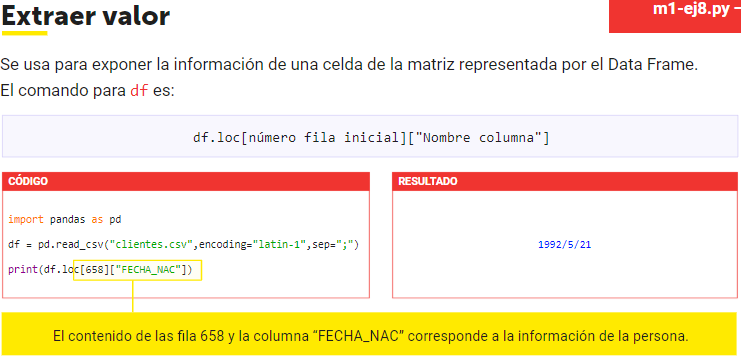 Extraer valor
m1-ej8.py –
Se usa para exponer la información de una celda de la matriz representada por el Data Frame.
El comando para df es:
df.loc[número fila inicial]["Nombre columna"]
CÓDIGO
import pandas as pd
df = pd.read_csv("clientes.csv",encoding="latin-1",sep=";")
print(df.loc[658]["FECHA_NAC"])
RESULTADO
1992/5/21
El contenido de las fila 658 y la columna “FECHA_NAC” corresponde a la información de la persona.